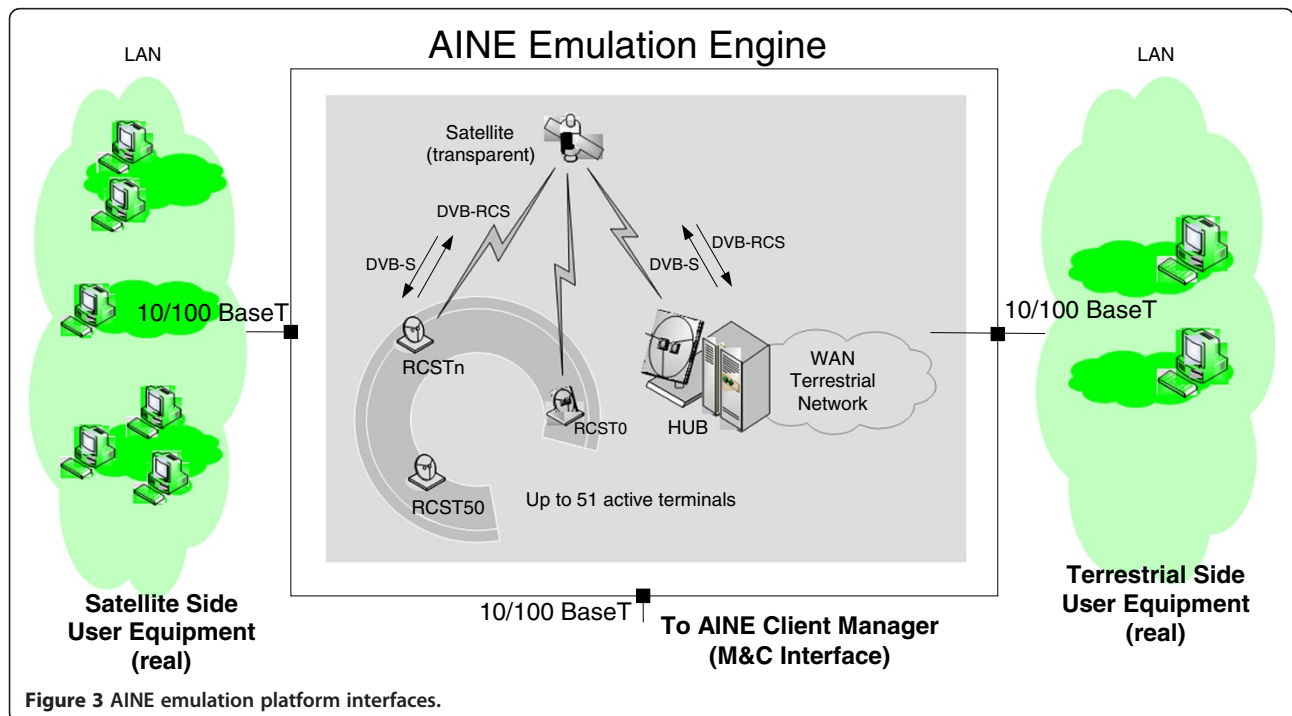 AINE Emulation Engine
LAN
LAN
Satellite
(transparent)
DVB-RCS
DVB-S
DVB-RCS
DVB-S
10/100 BaseT
10/100 BaseT
RCSTn
RCST0
HUB
WAN
Terrestrial
Network
RCST50
Up to 51 active terminals
Satellite Side
User Equipment
(real)
Terrestrial Side
User Equipment
(real)
10/100 BaseT
To AINE Client Manager
(M&C Interface)
Figure 3 AINE emulation platform interfaces.